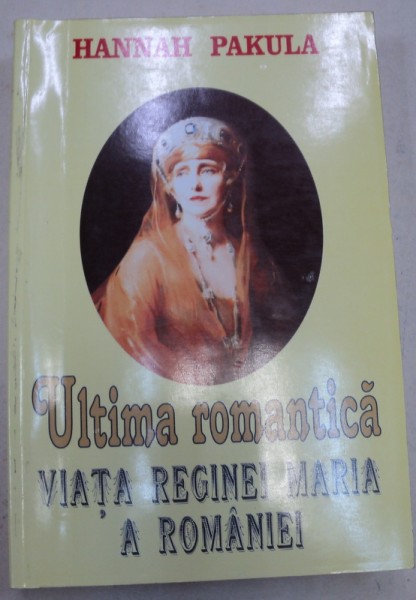 HANNAH PAKULA
Ultima romantică
VIAȚA REGINEI MARIA
A ROMÂNIEI